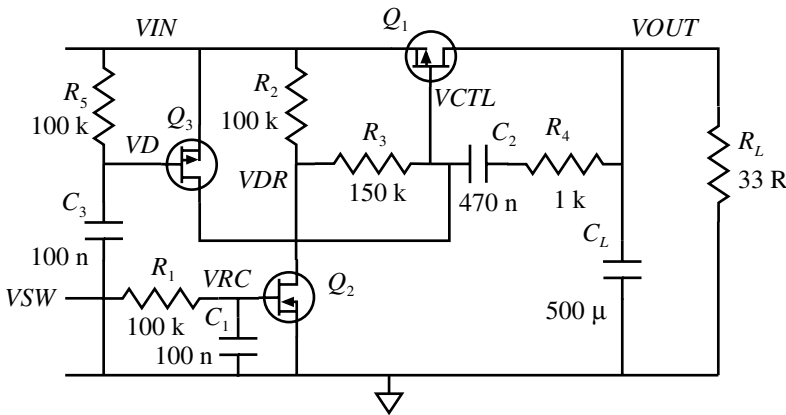 Q1
VIN
VOUT
R5
100 k
R2
100 k
Q3
VD
VCTL
R3
150 k
C2
470 n
R4
1 k
RL
33 R
VDR
C3
100 n
CL
500 µ
VSW
R1
100 k
VRC
Q2
C1
100 n